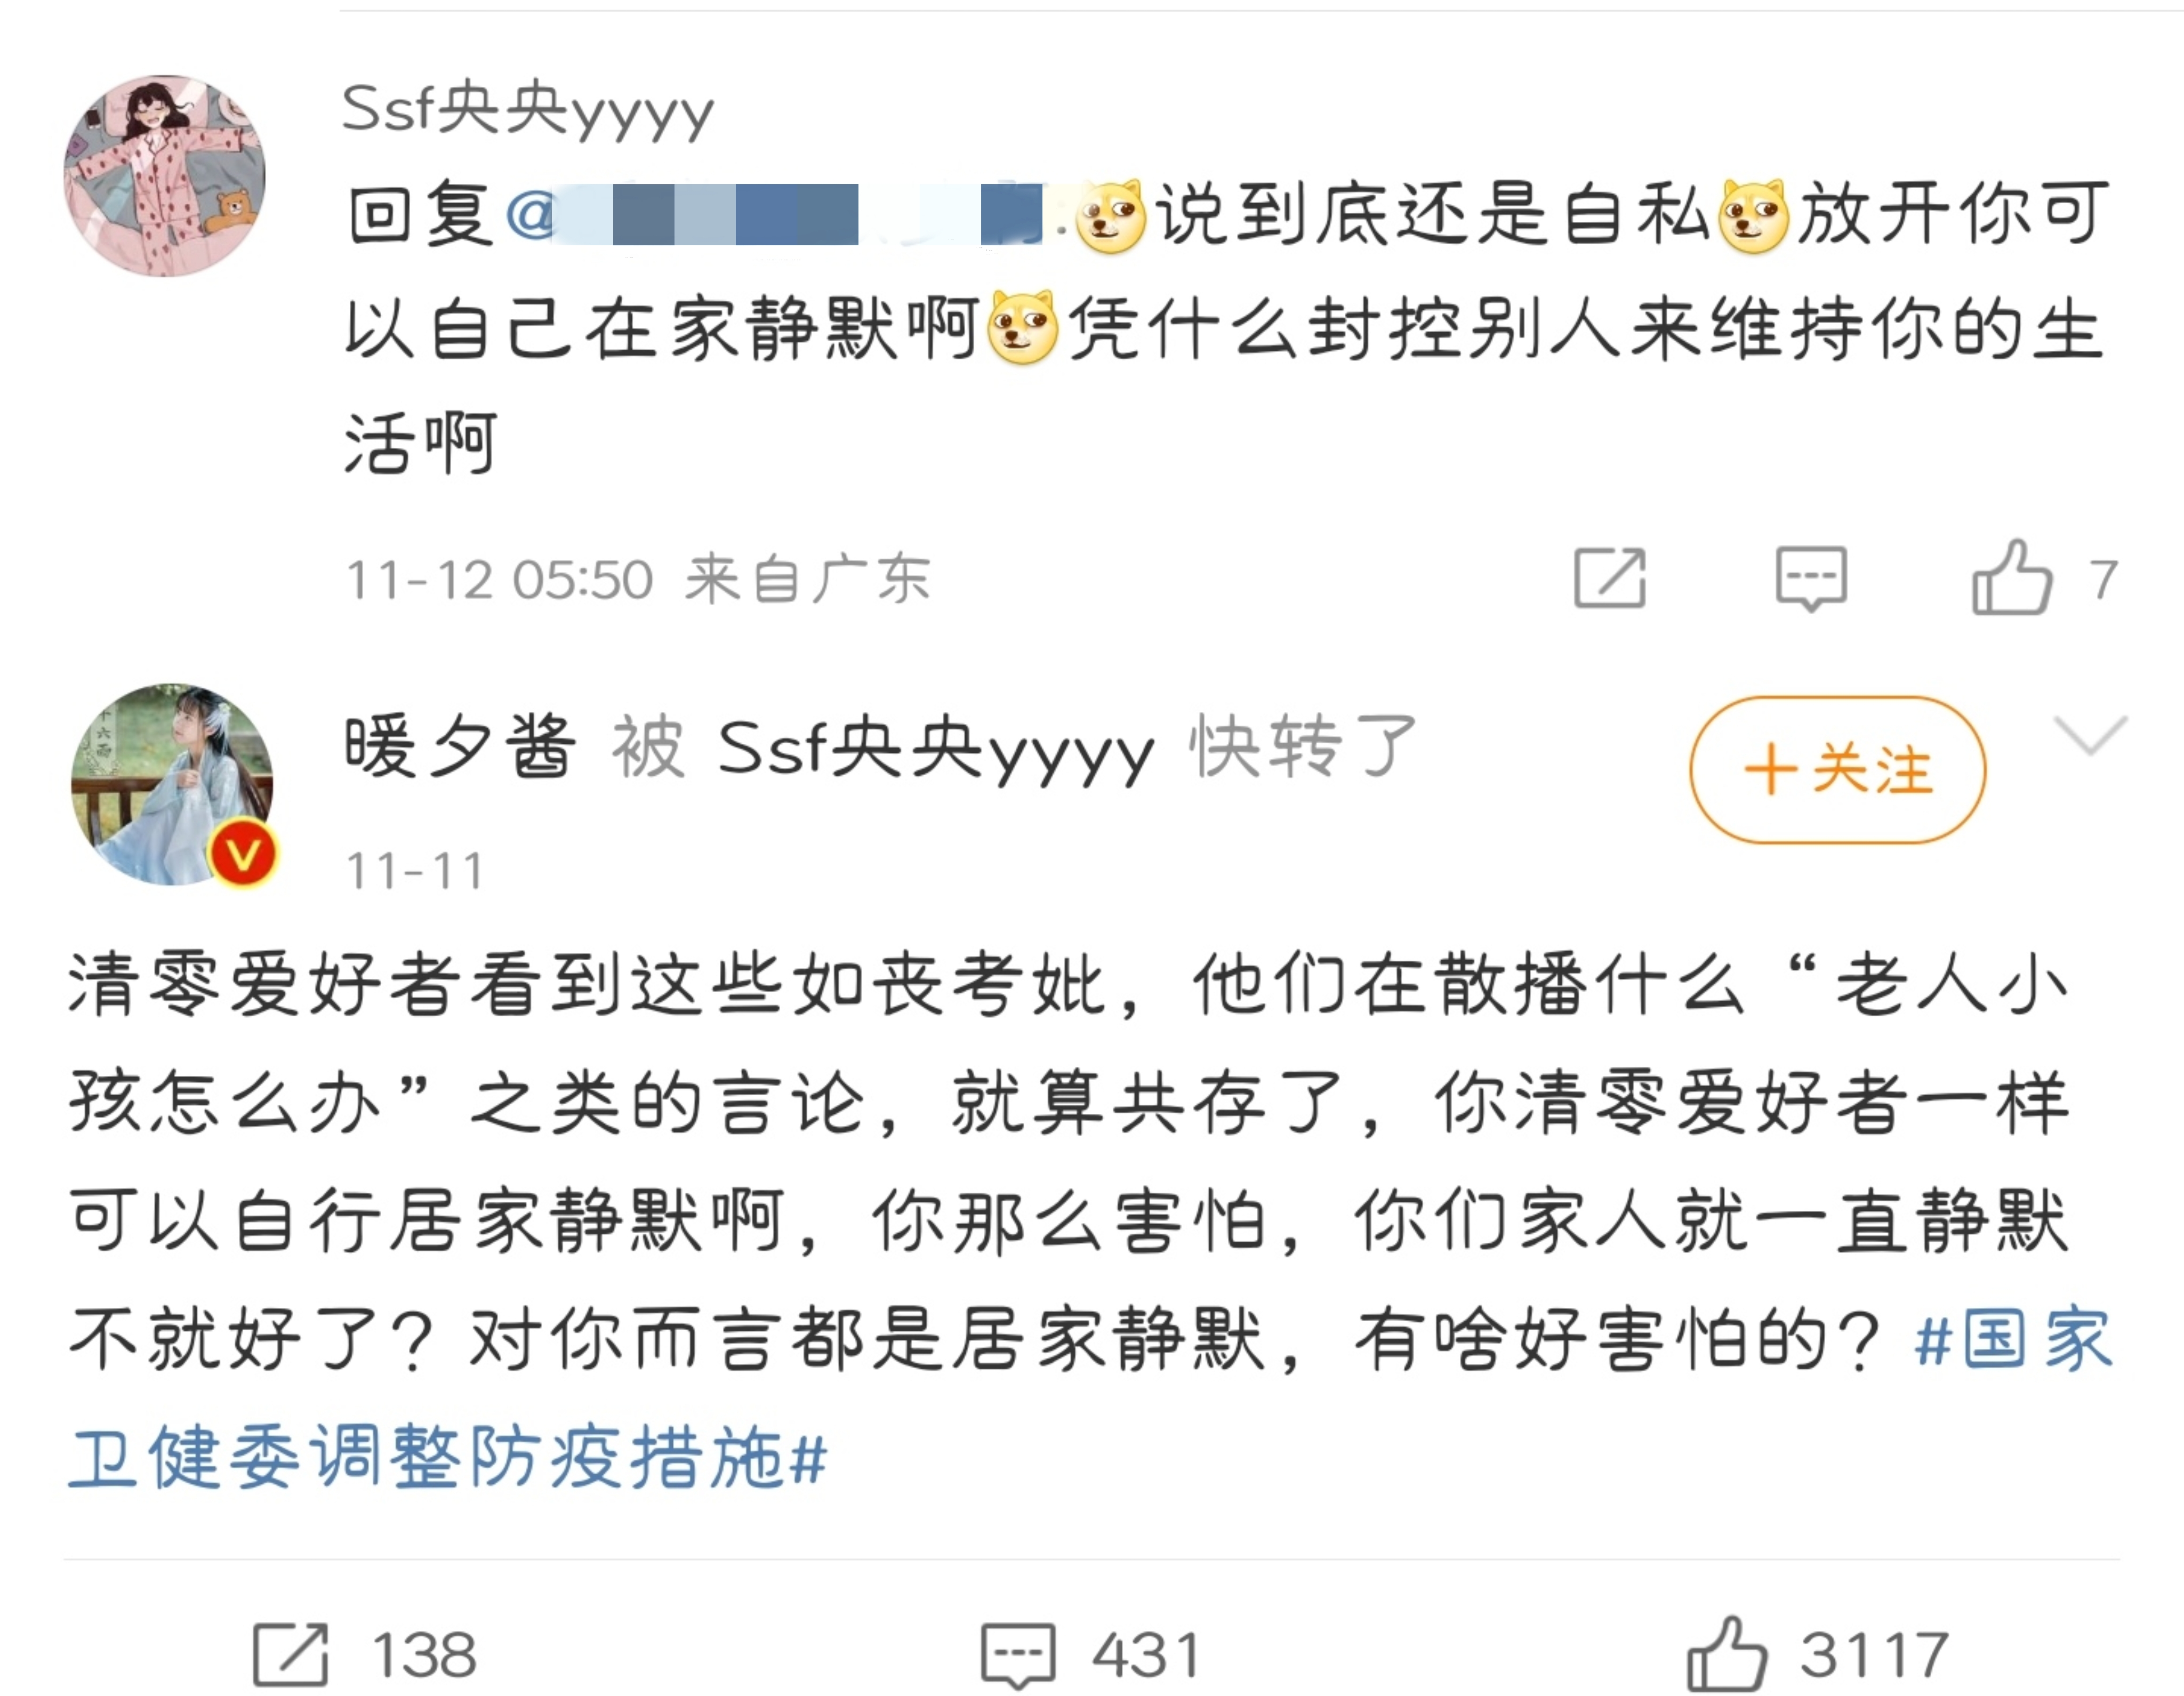 Ssf央央yyyy
回复@ :说到底还是自私放开你可
以自己在家静默啊凭什么封控别人来维持你的生
活啊
11-12 05:50 来自广东
7
暖夕酱 被 Ssf央央yyyy 快转了
+关注
11-11
清零爱好者看到这些如丧考妣，他们在散播什么“老人小
孩怎么办”之类的言论，就算共存了，你清零爱好者一样
可以自行居家静默啊，你那么害怕，你们家人就一直静默
不就好了？对你而言都是居家静默，有啥好害怕的？#国家
卫健委调整防疫措施#
138
431
3117